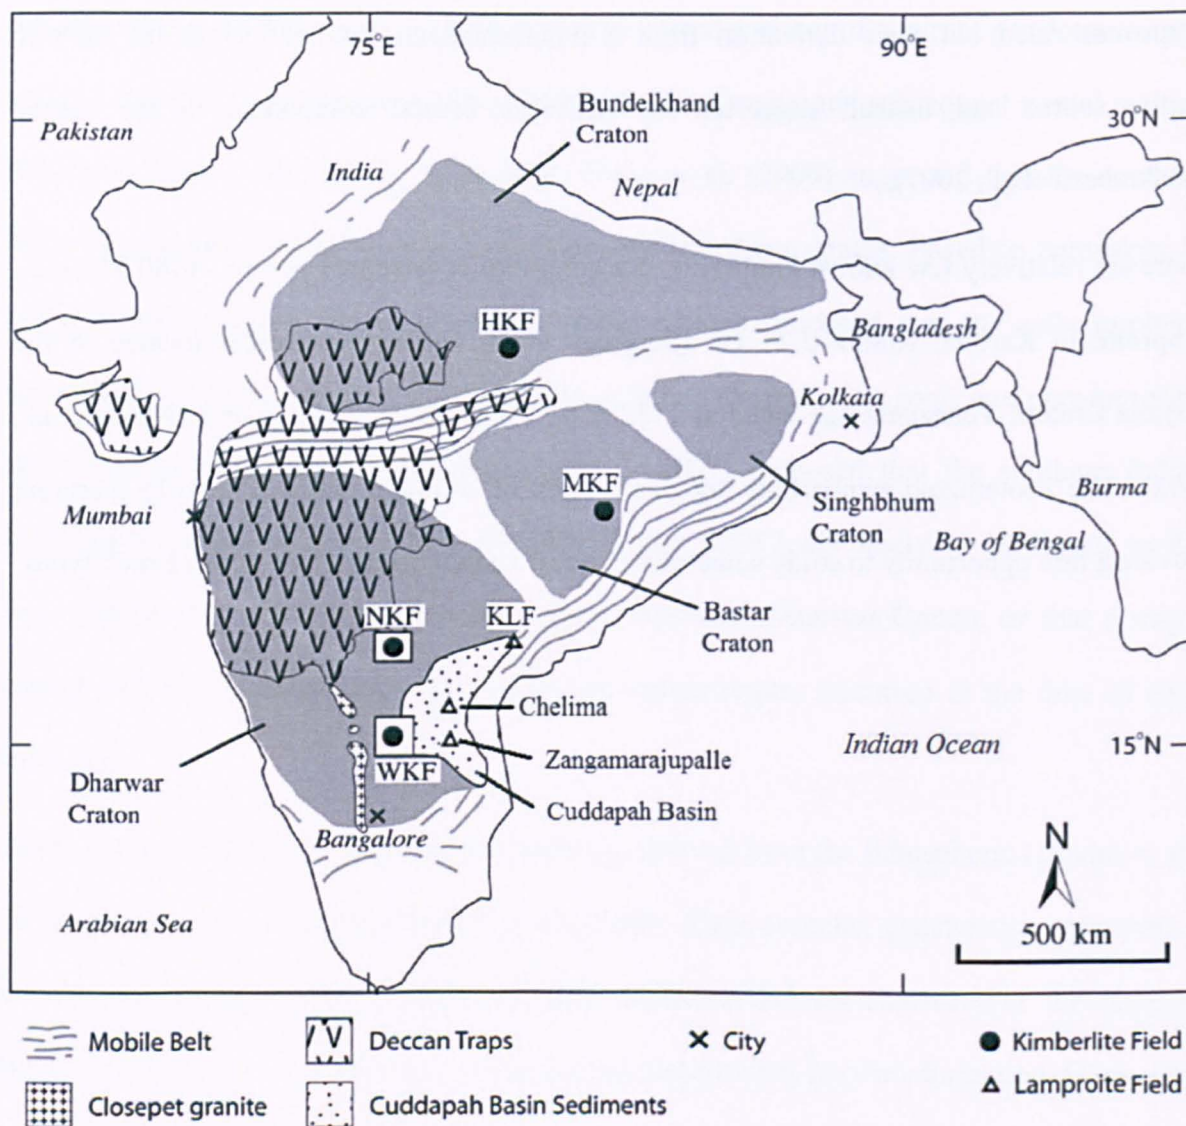 75°E
90°E
Bundelkhand
Craton
Pakistan
30°N
India
Nepal
HKF
Bangladesh
Kolkata
MKF
Mumbai
Singhbhum
Craton
Burma
Bay of Bengal
NKF
KLF
Bastar
Craton
Chelima
Indian Ocean
15°N
Zangamarajupalle
WKF
Dharwar
Craton
Cuddapah Basin
Bangalore
N
Arabian Sea
500 km
Mobile Belt
Deccan Traps
City
Kimberlite Field
Closepet granite
Cuddapah Basin Sediments
Lamproite Field